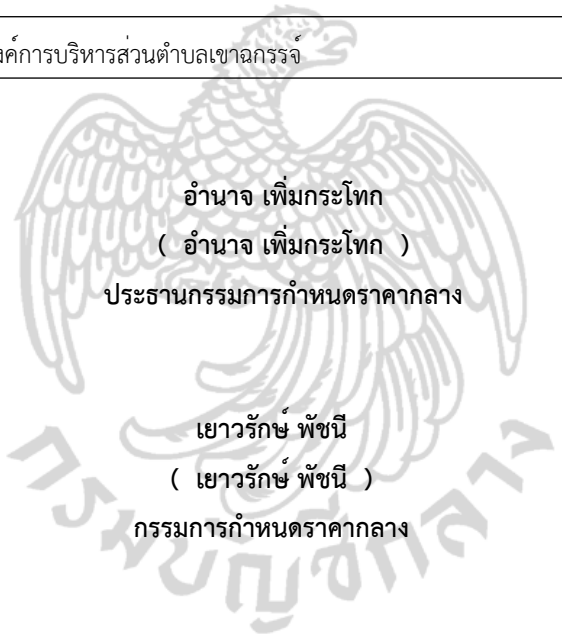 องค์การบริหารส่วนตำบลเขาฉกรรจ์
อำนาจ เพิ่มกระโทก
( อำนาจ เพิ่มกระโทก )
ประธานกรรมการกำหนดราคากลาง
เยาวรักษ์ พัชนี
( เยาวรักษ์ พัชนี )
กรรมการกำหนดราคากลาง
กรมบัญชีกลาง